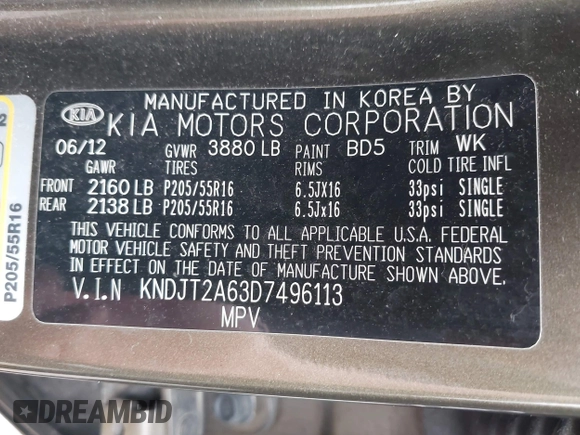 KIA
MANUFACTURED IN KOREA BY
KIA MOTORS CORPORATION
06/12 GVWR 3880 LB PAINT BD5 TRIM WK
GAWR TIRES RIMS COLD TIRE INFL
FRONT 2160 LB P205/55R16 6.5Jx16 33psi SINGLE
REAR 2138 LB P205/55R16 6.5Jx16 33psi SINGLE
THIS VEHICLE CONFORMS TO ALL APPLICABLE U.S.A. FEDERAL
MOTOR VEHICLE SAFETY AND THEFT PREVENTION STANDARDS
IN EFFECT ON THE DATE OF MANUFACTURE SHOWN ABOVE.
V.I.N KNDJT2A63D7496113
MPV
P205/55R16
2
DREAMBID